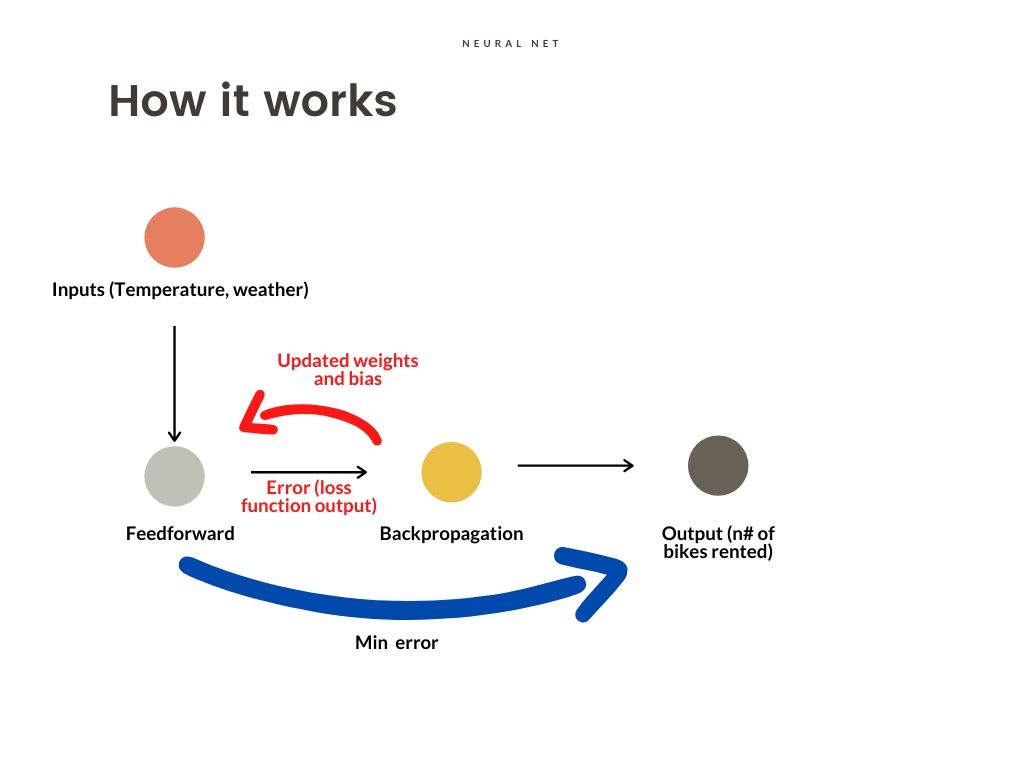 NEURAL NET
How it works
Inputs (Temperature, weather)
Updated weights
and bias
Error (loss
function output)
Feedforward
Backpropagation
Output (n# of
bikes rented)
Min error